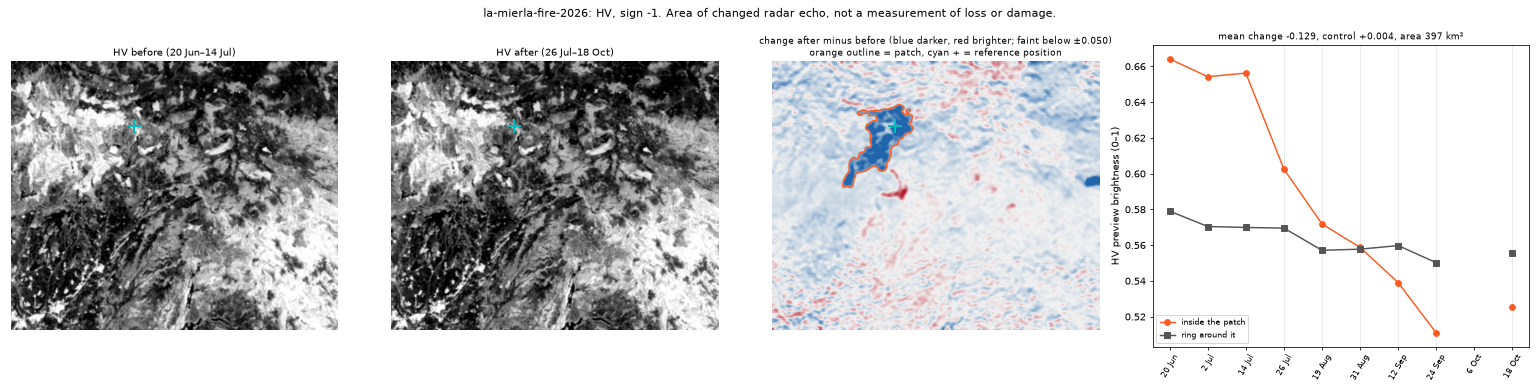 la-mierla-fire-2026: HV, sign -1. Area of changed radar echo, not a measurement of loss or damage.
HV before (20 Jun–14 Jul)
HV after (26 Jul–18 Oct)
change after minus before (blue darker, red brighter; faint below ±0.050)
orange outline = patch, cyan + = reference position
mean change -0.129, control +0.004, area 397 km²
HV preview brightness (0–1)
0.66
0.64
0.62
0.60
0.58
0.56
0.54
0.52
inside the patch
ring around it
20 Jun
2 Jul
14 Jul
26 Jul
19 Aug
31 Aug
12 Sep
24 Sep
6 Oct
18 Oct